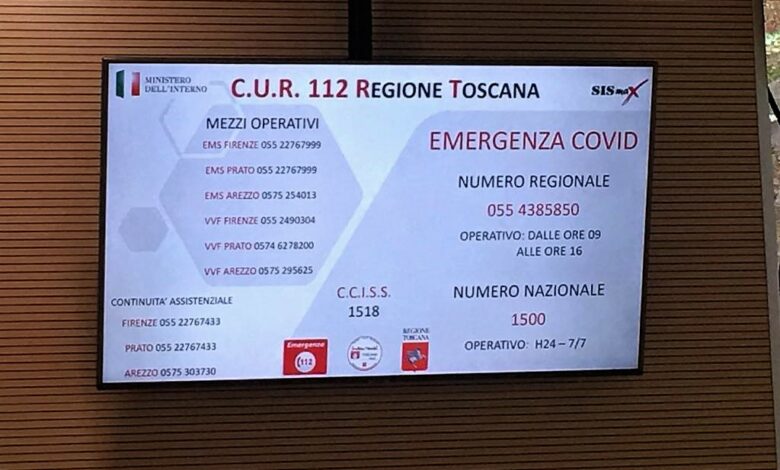 MINISTERO
DELL'INTERNO
C.U.R. 112 REGIONE TOSCANA
SISmaX
MEZZI OPERATIVI
EMS FIRENZE 055 22767999
EMS PRATO 055 22767999
EMS AREZZO 0575 254013
VVF FIRENZE 055 2490304
VVF PRATO 0574 6278200
VVF AREZZO 0575 295625
CONTINUITA' ASSISTENZIALE
FIRENZE 055 22767433
PRATO 055 22767433
AREZZO 0575 303730
C.C.I.S.S.
1518
Emergenza
112
REGIONE
TOSCANA
EMERGENZA COVID
NUMERO REGIONALE
055 4385850
OPERATIVO: DALLE ORE 09
ALLE ORE 16
NUMERO NAZIONALE
1500
OPERATIVO: H24 – 7/7